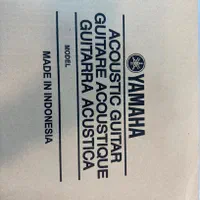 YAMAHA
ACOUSTIC GUITAR
GUITARE ACOUSTIQUE
GUITARRA ACUSTICA
MODEL
MADE IN INDONESIA